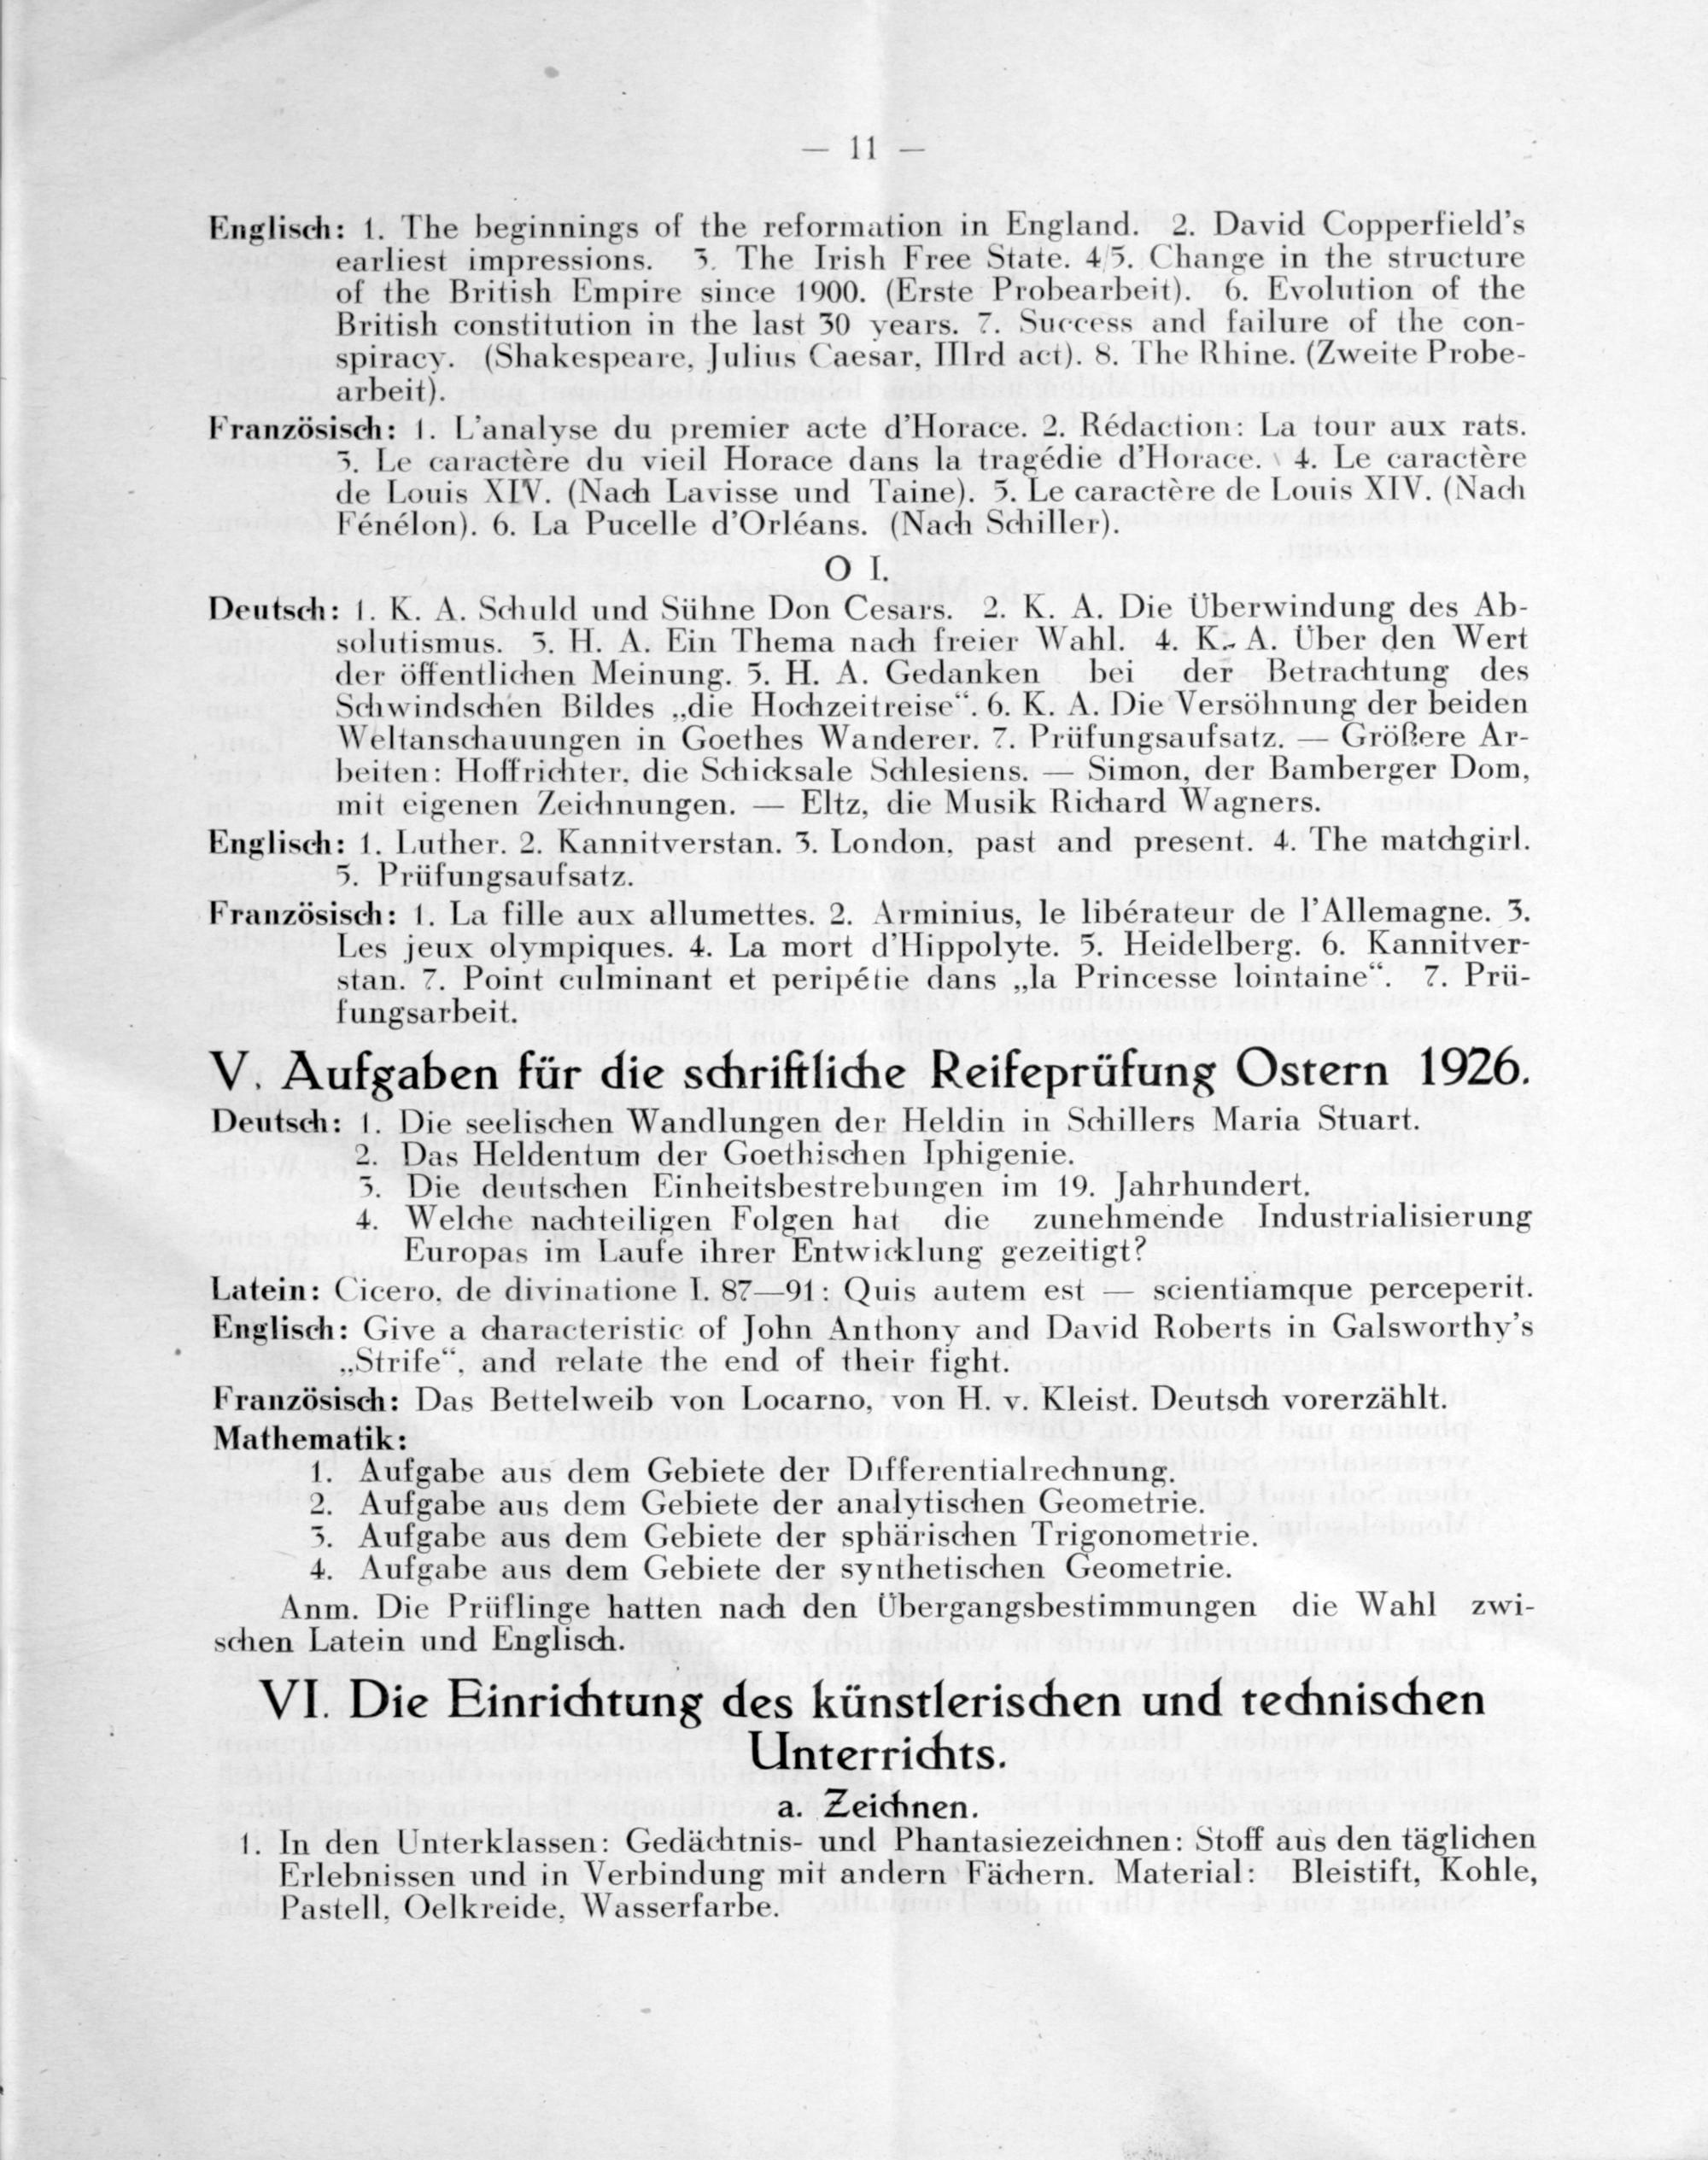 — 11 —
Englisch: 1. The beginnings of the reformation in England. 2. David Copperfield's
earliest impressions. 3. The Irish Free State. 4/5. Change in the structure
of the British Empire since 1900. (Erste Probearbeit). 6. Evolution of the
British constitution in the last 30 years. 7. Success and failure of the con-
spiracy. (Shakespeare, Julius Caesar, IIIrd act). 8. The Rhine. (Zweite Probe-
arbeit).
Französisch: 1. L'analyse du premier acte d'Horace. 2. Rédaction: La tour aux rats.
3. Le caractère du vieil Horace dans la tragédie d'Horace. 4. Le caractère
de Louis XIV. (Nach Lavisse und Taine). 5. Le caractère de Louis XIV. (Nach
Fénélon). 6. La Pucelle d'Orléans. (Nach Schiller).
O I.
Deutsch: 1. K. A. Schuld und Sühne Don Cesars. 2. K. A. Die Überwindung des Ab-
solutismus. 3. H. A. Ein Thema nach freier Wahl. 4. K. A. Über den Wert
der öffentlichen Meinung. 5. H. A. Gedanken bei der Betrachtung des
Schwindschen Bildes „die Hochzeitreise“. 6. K. A. Die Versöhnung der beiden
Weltanschauungen in Goethes Wanderer. 7. Prüfungsaufsatz. — Größere Ar-
beiten: Hoffrichter, die Schicksale Schlesiens. — Simon, der Bamberger Dom,
mit eigenen Zeichnungen. — Eltz, die Musik Richard Wagners.
Englisch: 1. Luther. 2. Kannitverstan. 3. London, past and present. 4. The matchgirl.
5. Prüfungsaufsatz.
Französisch: 1. La fille aux allumettes. 2. Arminius, le libérateur de l'Allemagne. 3.
Les jeux olympiques. 4. La mort d'Hippolyte. 5. Heidelberg. 6. Kannitver-
stan. 7. Point culminant et peripétie dans „la Princesse lointaine“. 7. Prü-
fungsarbeit.
V. Aufgaben für die schriftliche Reifeprüfung Ostern 1926.
Deutsch: 1. Die seelischen Wandlungen der Heldin in Schillers Maria Stuart.
2. Das Heldentum der Goethischen Iphigenie.
3. Die deutschen Einheitsbestrebungen im 19. Jahrhundert.
4. Welche nachteiligen Folgen hat die zunehmende Industrialisierung
Europas im Laufe ihrer Entwicklung gezeitigt?
Latein: Cicero, de divinatione I. 87—91: Quis autem est — scientiamque perceperit.
Englisch: Give a characteristic of John Anthony and David Roberts in Galsworthy's
„Strife“, and relate the end of their fight.
Französisch: Das Bettelweib von Locarno, von H. v. Kleist. Deutsch vorerzählt.
Mathematik:
1. Aufgabe aus dem Gebiete der Differentialrechnung.
2. Aufgabe aus dem Gebiete der analytischen Geometrie.
3. Aufgabe aus dem Gebiete der sphärischen Trigonometrie.
4. Aufgabe aus dem Gebiete der synthetischen Geometrie.
Anm. Die Prüflinge hatten nach den Übergangsbestimmungen die Wahl zwi-
schen Latein und Englisch.
VI. Die Einrichtung des künstlerischen und technischen
Unterrichts.
a. Zeichnen.
1. In den Unterklassen: Gedächtnis- und Phantasiezeichnen: Stoff aus den täglichen
Erlebnissen und in Verbindung mit andern Fächern. Material: Bleistift, Kohle,
Pastell, Oelkreide, Wasserfarbe.